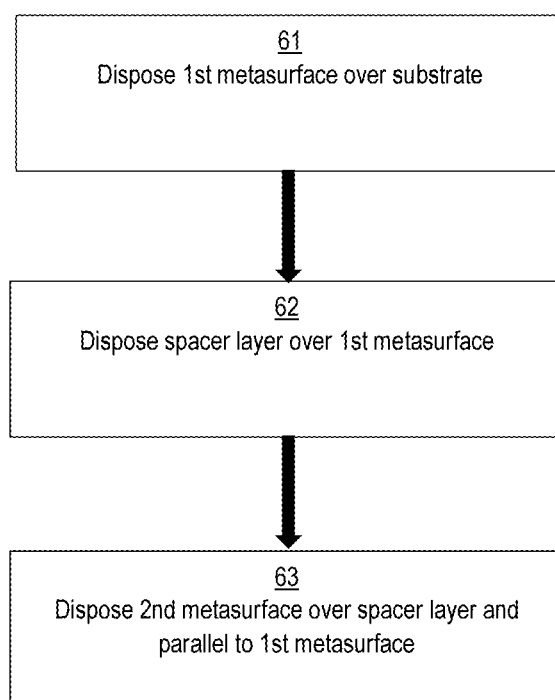 61
Dispose 1st metasurface over substrate
62
Dispose spacer layer over 1st metasurface
63
Dispose 2nd metasurface over spacer layer and
parallel to 1st metasurface